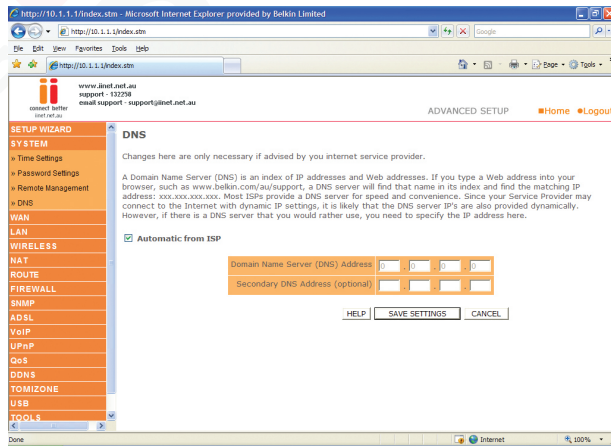 http://10.1.1.1/index.stm - Microsoft Internet Explorer provided by Belkin Limited
http://10.1.1.1/index.stm
Google
File Edit View Favorites Tools Help
http://10.1.1.1/index.stm
Page Tools
connect better
iinet.net.au
www.iinet.net.au
support - 132258
email support - support@iinet.net.au
ADVANCED SETUP
Home Logout
SETUP WIZARD
SYSTEM
» Time Settings
» Password Settings
» Remote Management
» DNS
WAN
LAN
WIRELESS
NAT
ROUTE
FIREWALL
SNMP
ADSL
VoIP
UPnP
QoS
DDNS
TOMIZONE
USB
TOOLS
DNS
Changes here are only necessary if advised by you internet service provider.
A Domain Name Server (DNS) is an index of IP addresses and Web addresses. If you type a Web address into your
browser, such as www.belkin.com/au/support, a DNS server will find that name in its index and find the matching IP
address: xxx.xxx.xxx.xxx. Most ISPs provide a DNS server for speed and convenience. Since your Service Provider may
connect to the Internet with dynamic IP settings, it is likely that the DNS server IP's are also provided dynamically.
However, if there is a DNS server that you would rather use, you need to specify the IP address here.
Automatic from ISP
Domain Name Server (DNS) Address 0 . 0 . 0 . 0
Secondary DNS Address (optional) . . .
HELP SAVE SETTINGS CANCEL
Done Internet 100%